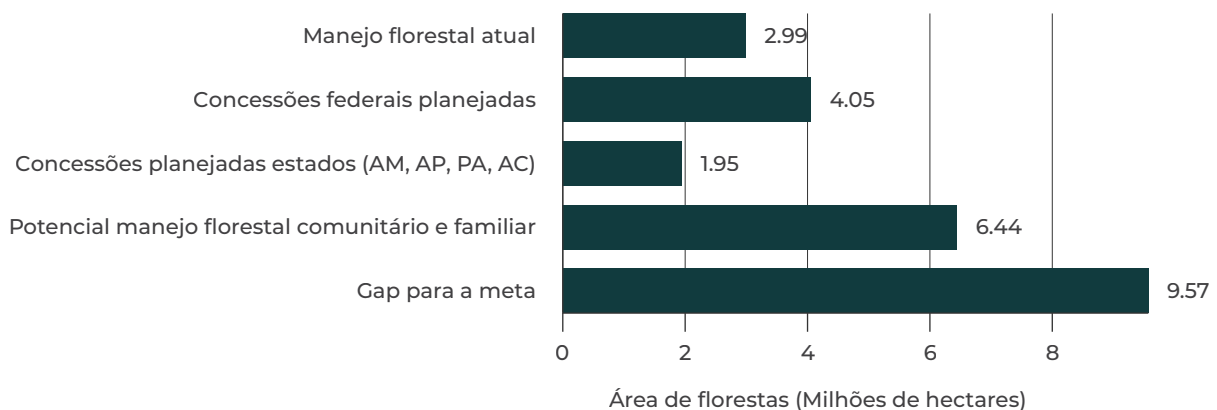 Manejo florestal atual 2.99
Concessões federais planejadas 4.05
Concessões planejadas estados (AM, AP, PA, AC) 1.95
Potencial manejo florestal comunitário e familiar 6.44
Gap para a meta 9.57
0 2 4 6 8
Área de florestas (Milhões de hectares)